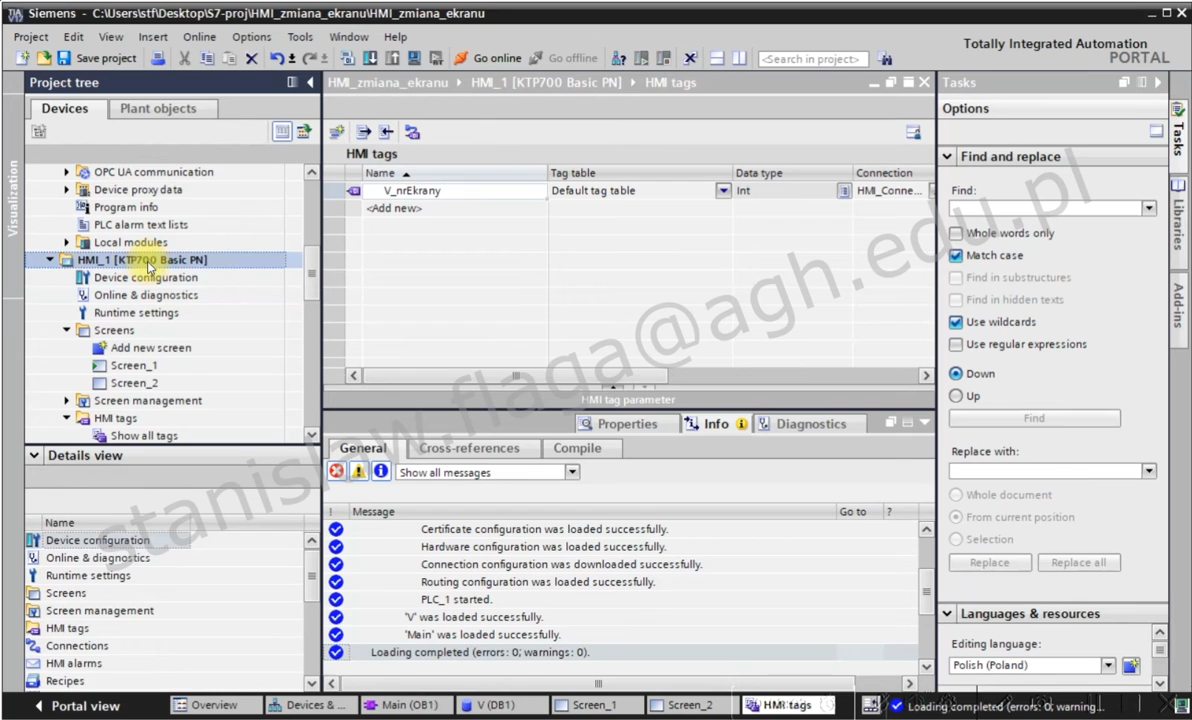 Siemens - C:\Users\stf\Desktop\S7-proj\HMI_zmiana_ekranu\HMI_zmiana_ekranu
Project Edit View Insert Online Options Tools Window Help
Totally Integrated Automation
PORTAL
Save project
Go online
Go offline
<Search in project>
Project tree
Devices
Plant objects
Visualization
OPC UA communication
Device proxy data
Program info
PLC alarm text lists
Local modules
HMI_1 [KTP700 Basic PN]
Device configuration
Online & diagnostics
Runtime settings
Screens
Add new screen
Screen_1
Screen_2
Screen management
HMI tags
Show all tags
Details view
Name
Device configuration
Online & diagnostics
Runtime settings
Screens
Screen management
HMI tags
Connections
HMI alarms
Recipes
HMI_zmiana_ekranu HMI_1 [KTP700 Basic PN] HMI tags
HMI tags
Name Tag table Data type Connection
V_nrEkrany Default tag table Int HMI_Conne...
<Add new>
HMI tag parameter
Properties Info Diagnostics
General Cross-references Compile
Show all messages
! Message Go to ?
Certificate configuration was loaded successfully.
Hardware configuration was loaded successfully.
Connection configuration was downloaded successfully.
Routing configuration was loaded successfully.
PLC_1 started.
'V' was loaded successfully.
'Main' was loaded successfully.
Loading completed (errors: 0; warnings: 0).
Tasks
Options
Find and replace
Find:
Whole words only
Match case
Find in substructures
Find in hidden texts
Use wildcards
Use regular expressions
Down
Up
Find
Replace with:
Whole document
From current position
Selection
Replace Replace all
Languages & resources
Editing language:
Polish (Poland)
Tasks
Libraries
Add-ins
Portal view Overview Devices & ... Main (OB1) V (DB1) Screen_1 Screen_2 HMI tags Loading completed (errors: 0; warning...
stanislaw.flaga@agh.edu.pl